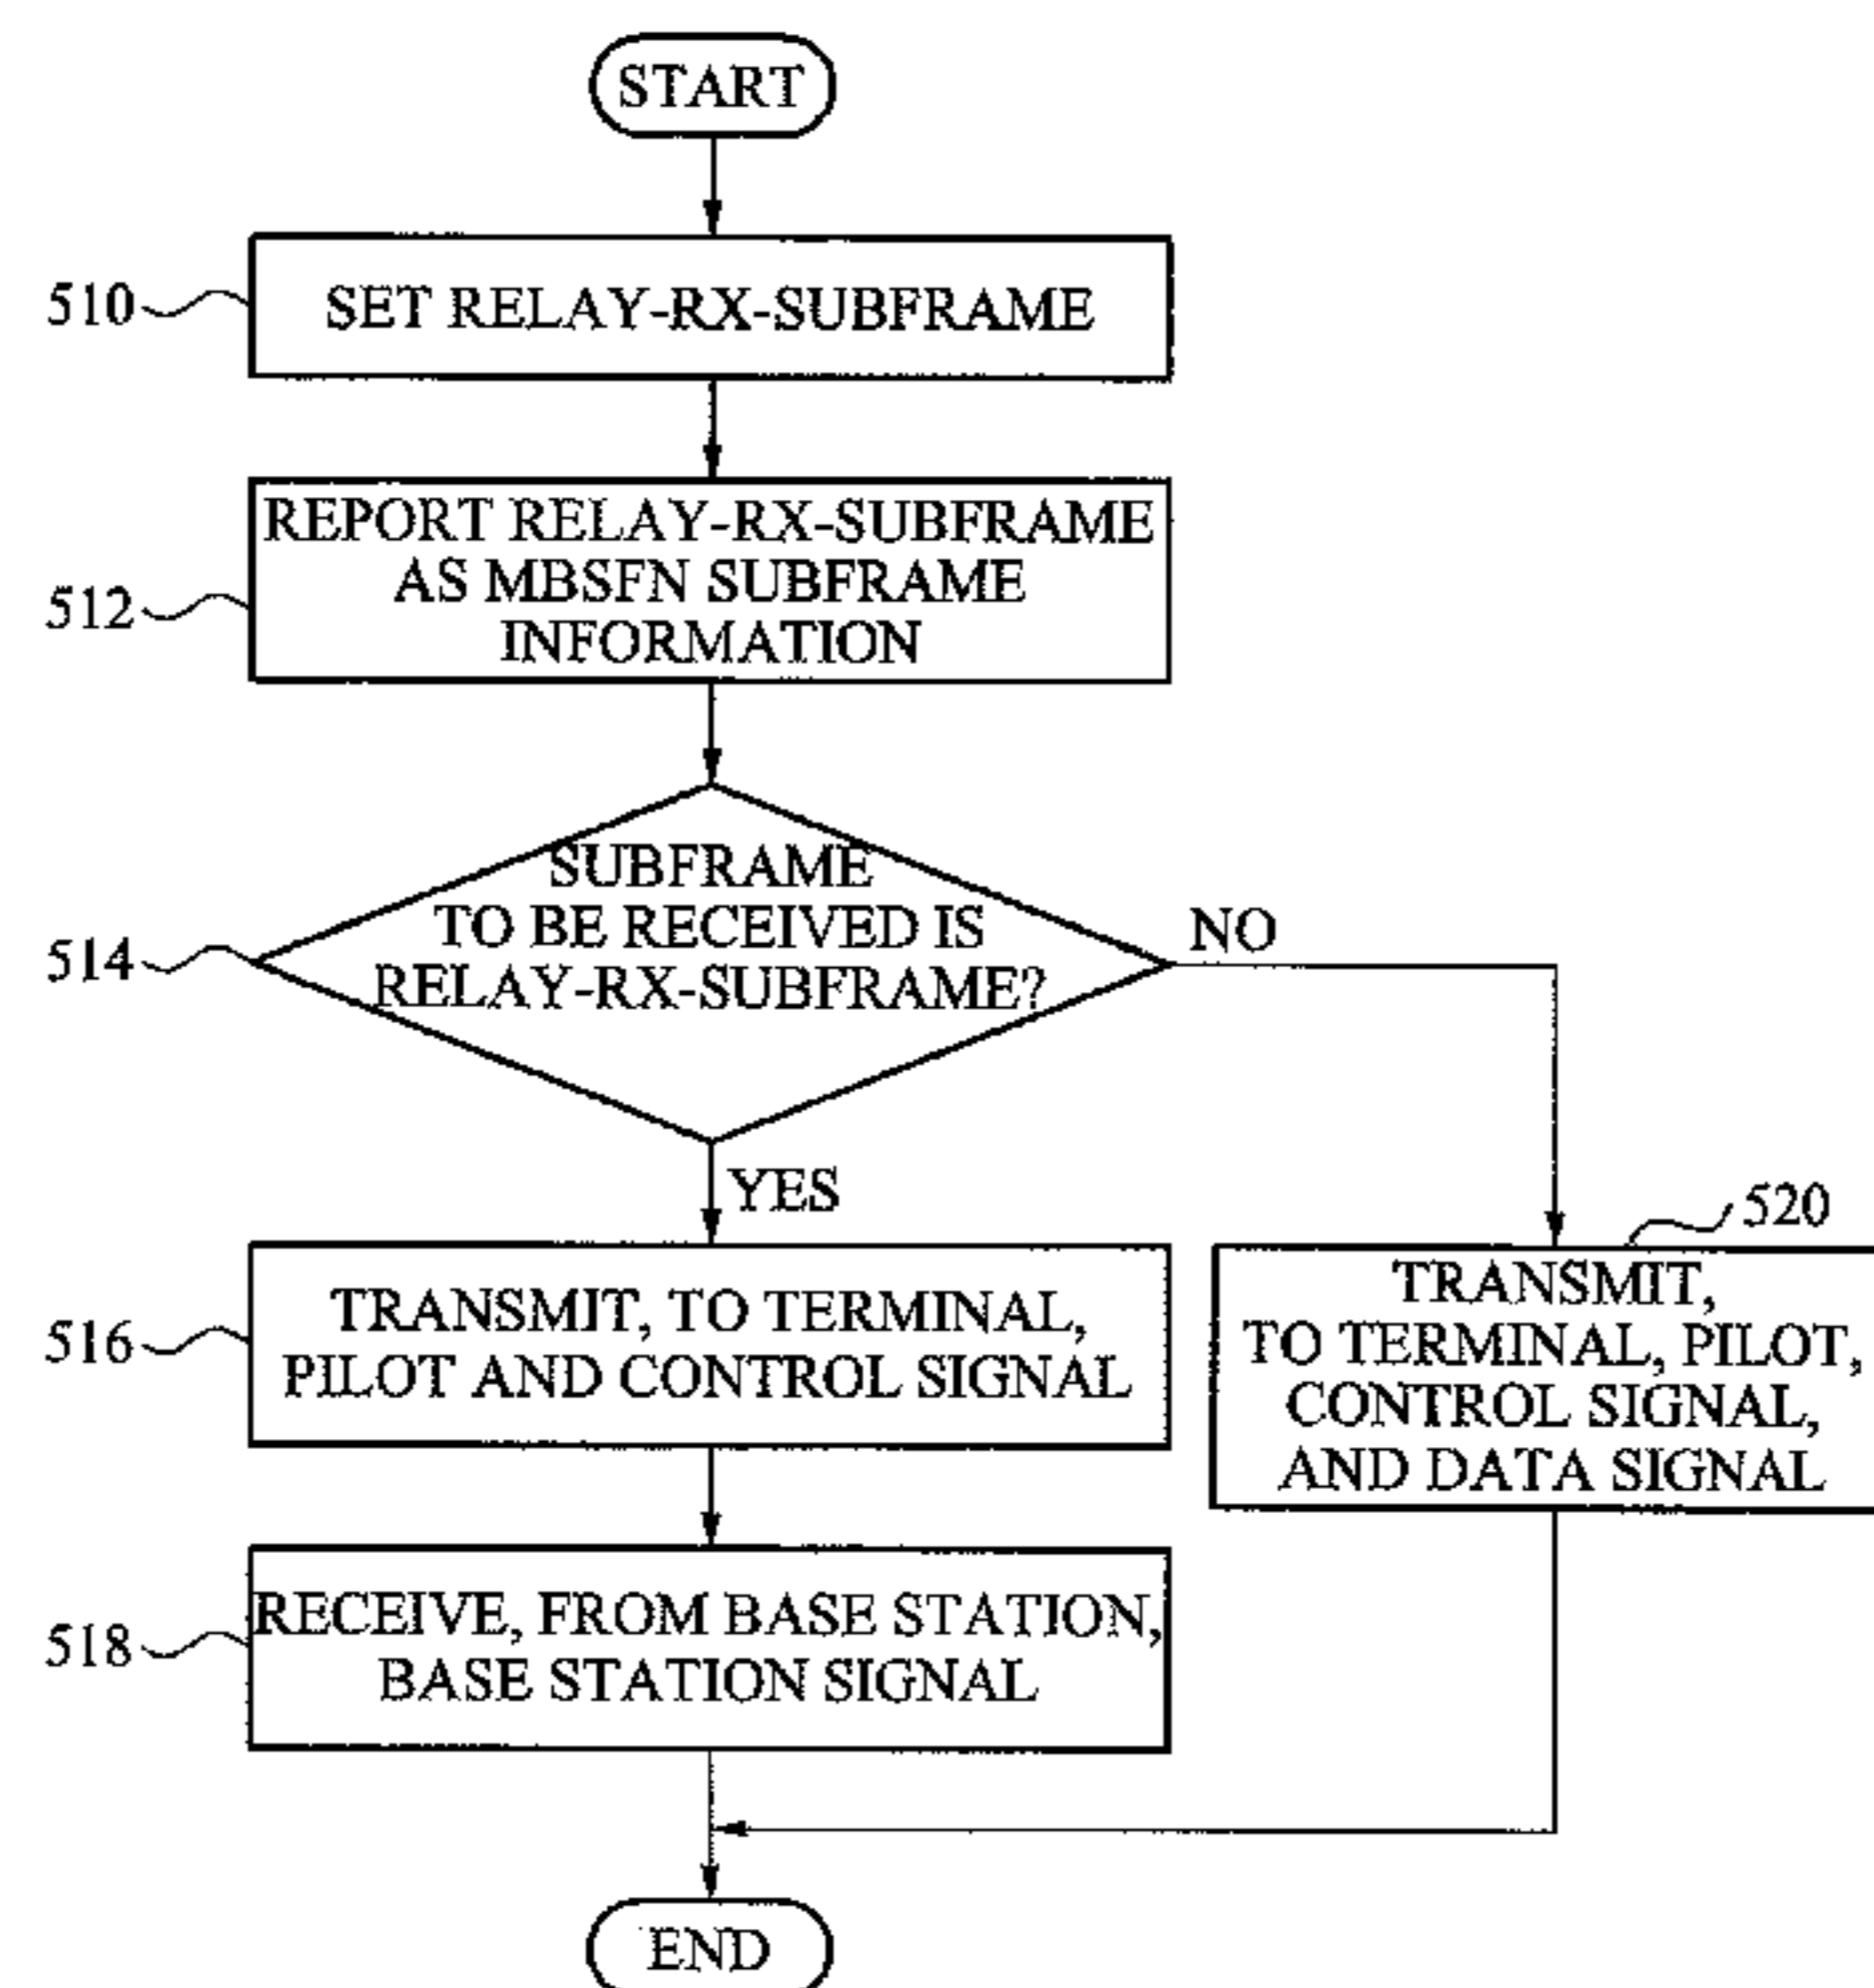 START
510
SET RELAY-RX-SUBFRAME
512
REPORT RELAY-RX-SUBFRAME
AS MBSFN SUBFRAME
INFORMATION
514
SUBFRAME
TO BE RECEIVED IS
RELAY-RX-SUBFRAME?
NO
YES
516
TRANSMIT, TO TERMINAL,
PILOT AND CONTROL SIGNAL
520
TRANSMIT,
TO TERMINAL, PILOT,
CONTROL SIGNAL,
AND DATA SIGNAL
518
RECEIVE, FROM BASE STATION,
BASE STATION SIGNAL
END